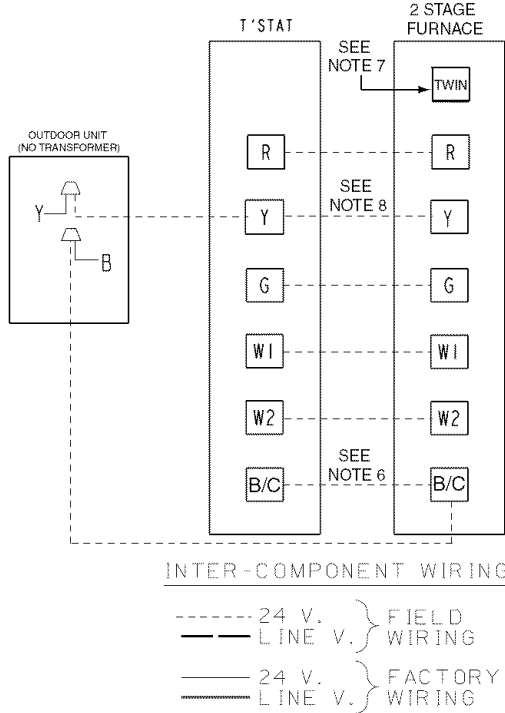 T'STAT
2 STAGE
FURNACE
SEE
NOTE 7
TWIN
OUTDOOR UNIT
(NO TRANSFORMER)
R
R
SEE
NOTE 8
Y
Y
Y
B
G
G
W1
W1
W2
W2
SEE
NOTE 6
B/C
B/C
INTER-COMPONENT WIRING
24 V.
LINE V.
FIELD
WIRING
24 V.
LINE V.
FACTORY
WIRING